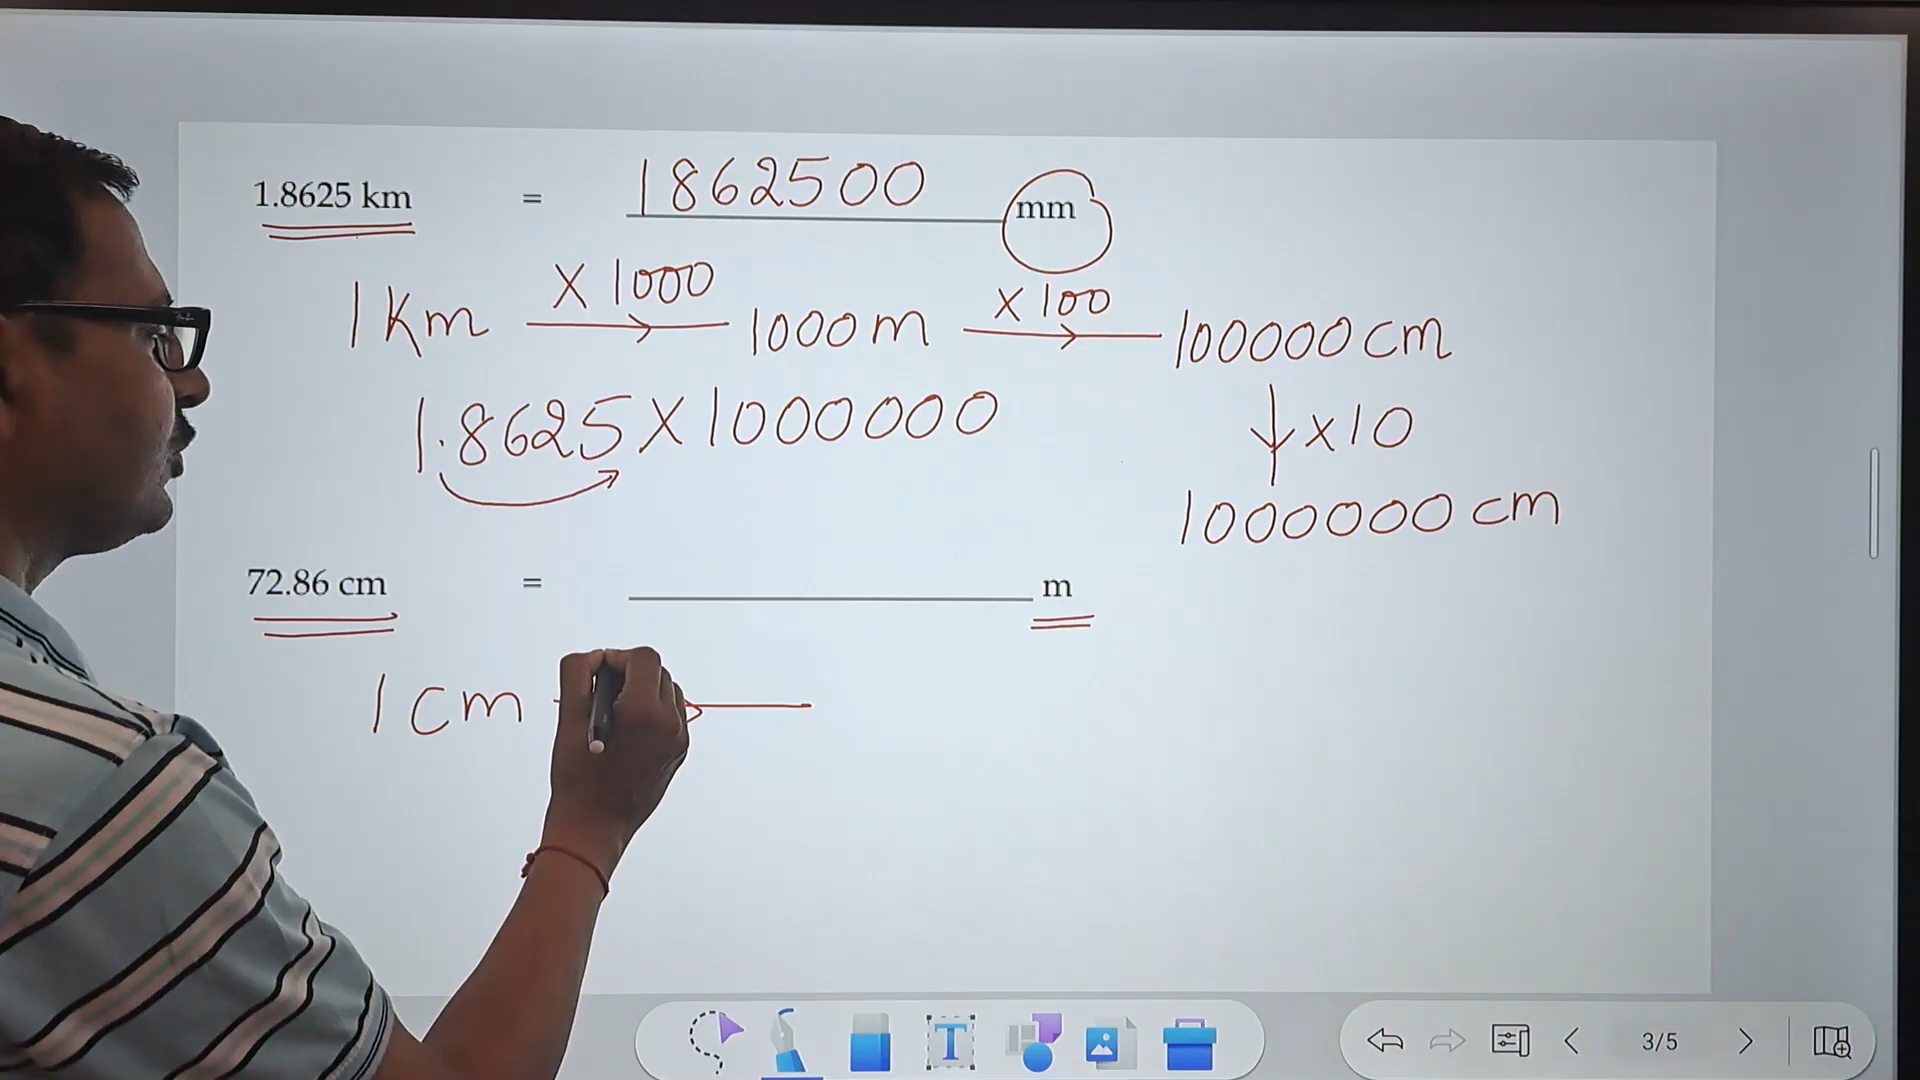 1.8625 km = 1862500 mm
1 Km X 1000 1000 m X 100 100000 cm
1.8625 X 1000000
X 10
1000000 cm
72.86 cm = m
1 cm
T
3/5